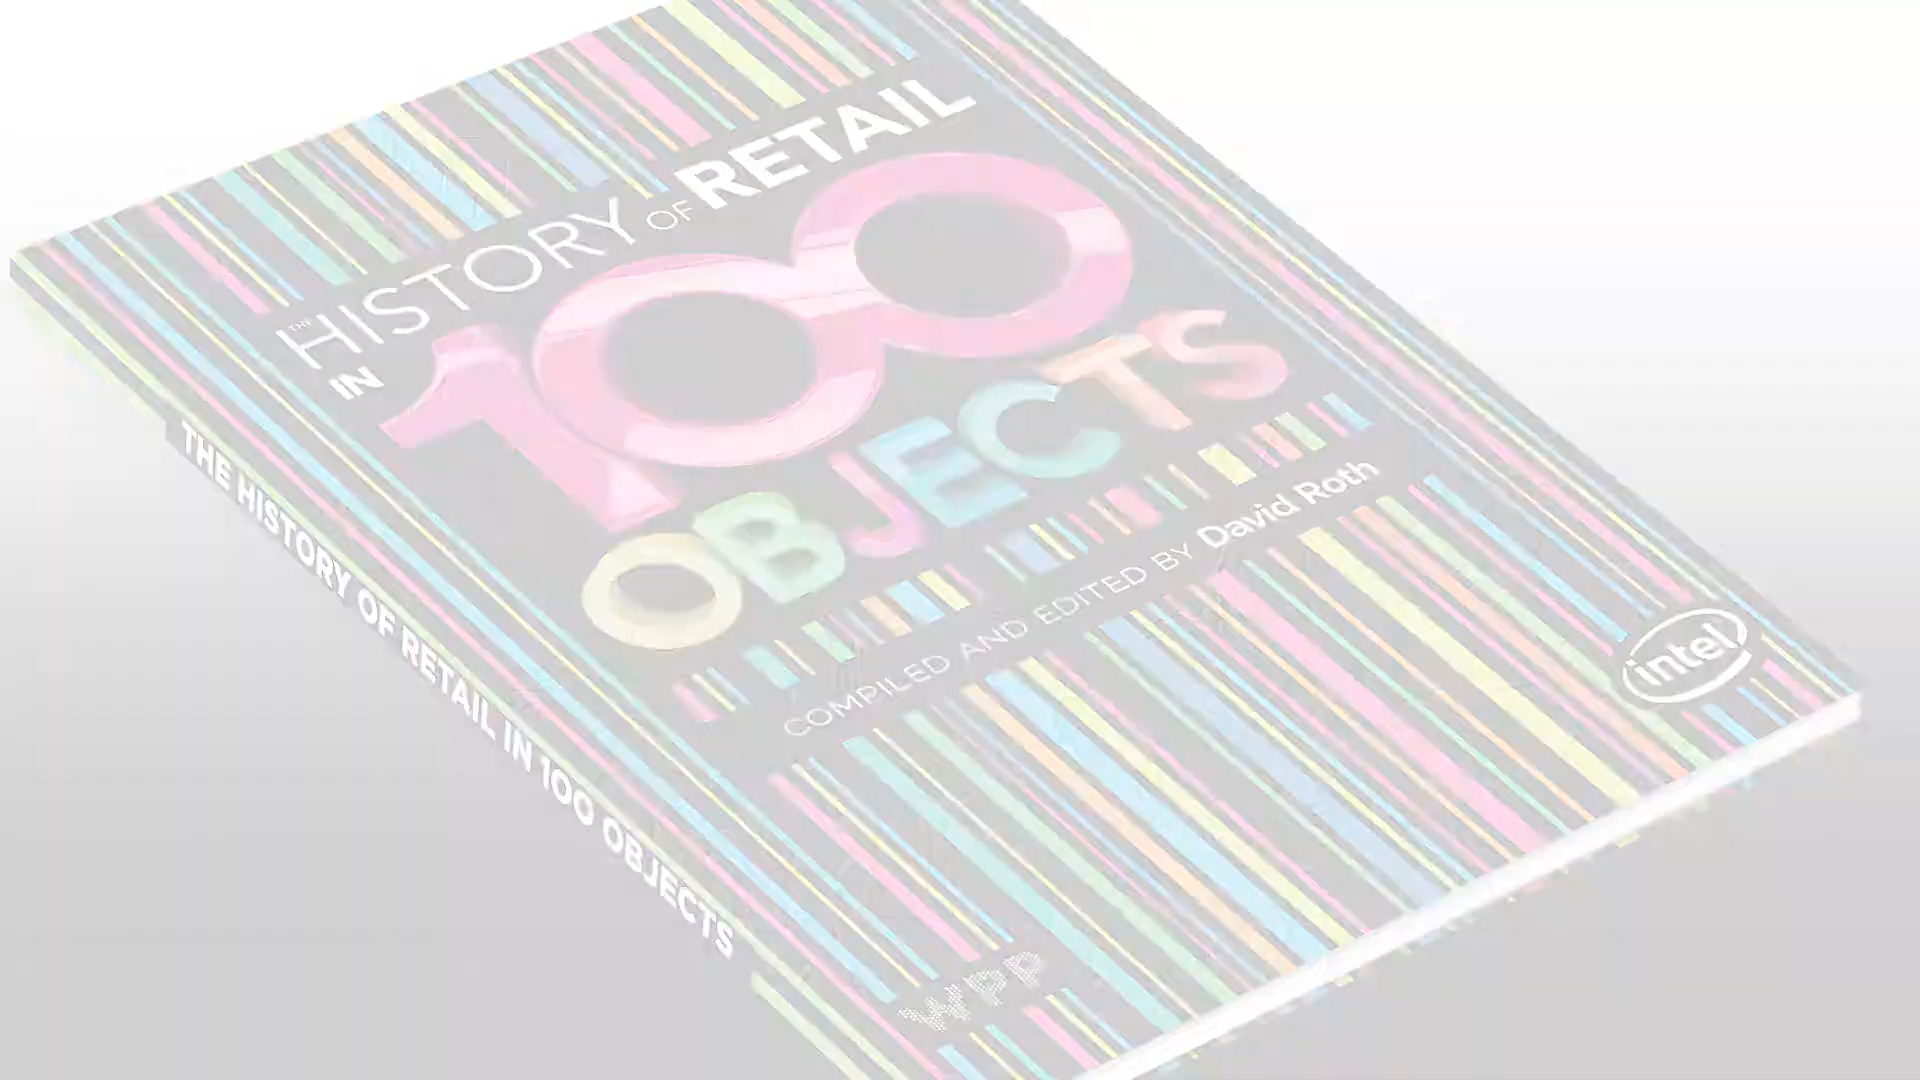 THE HISTORY OF RETAIL
IN 100
OBJECTS
COMPILED AND EDITED BY David Roth
intel
WPP
THE HISTORY OF RETAIL IN 100 OBJECTS